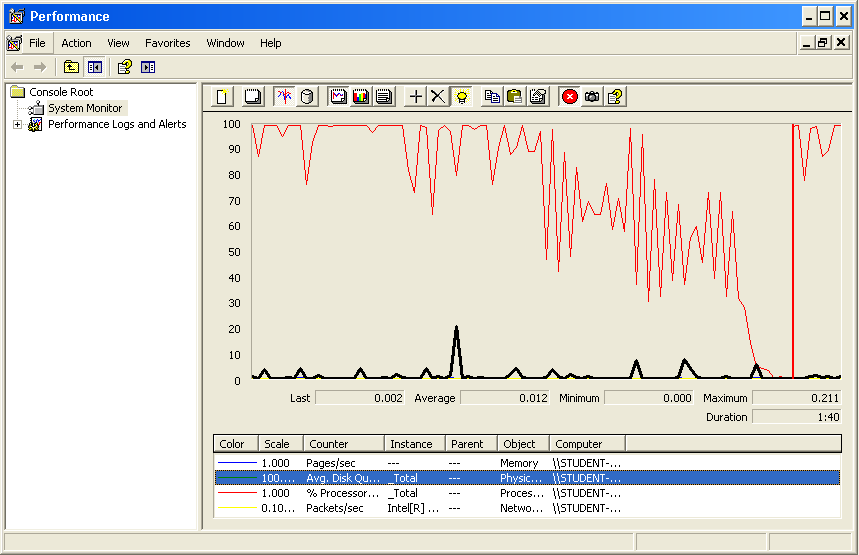 Performance
File Action View Favorites Window Help
Console Root
System Monitor
Performance Logs and Alerts
100
90
80
70
60
50
40
30
20
10
0
Last 0.002 Average 0.012 Minimum 0.000 Maximum 0.211
Duration 1:40
Color Scale Counter Instance Parent Object Computer
1.000 Pages/sec --- --- Memory \\STUDENT-...
100.... Avg. Disk Qu... _Total --- Physic... \\STUDENT-...
1.000 % Processor... _Total --- Proces... \\STUDENT-...
0.10... Packets/sec Intel[R] ... --- Netwo... \\STUDENT-...